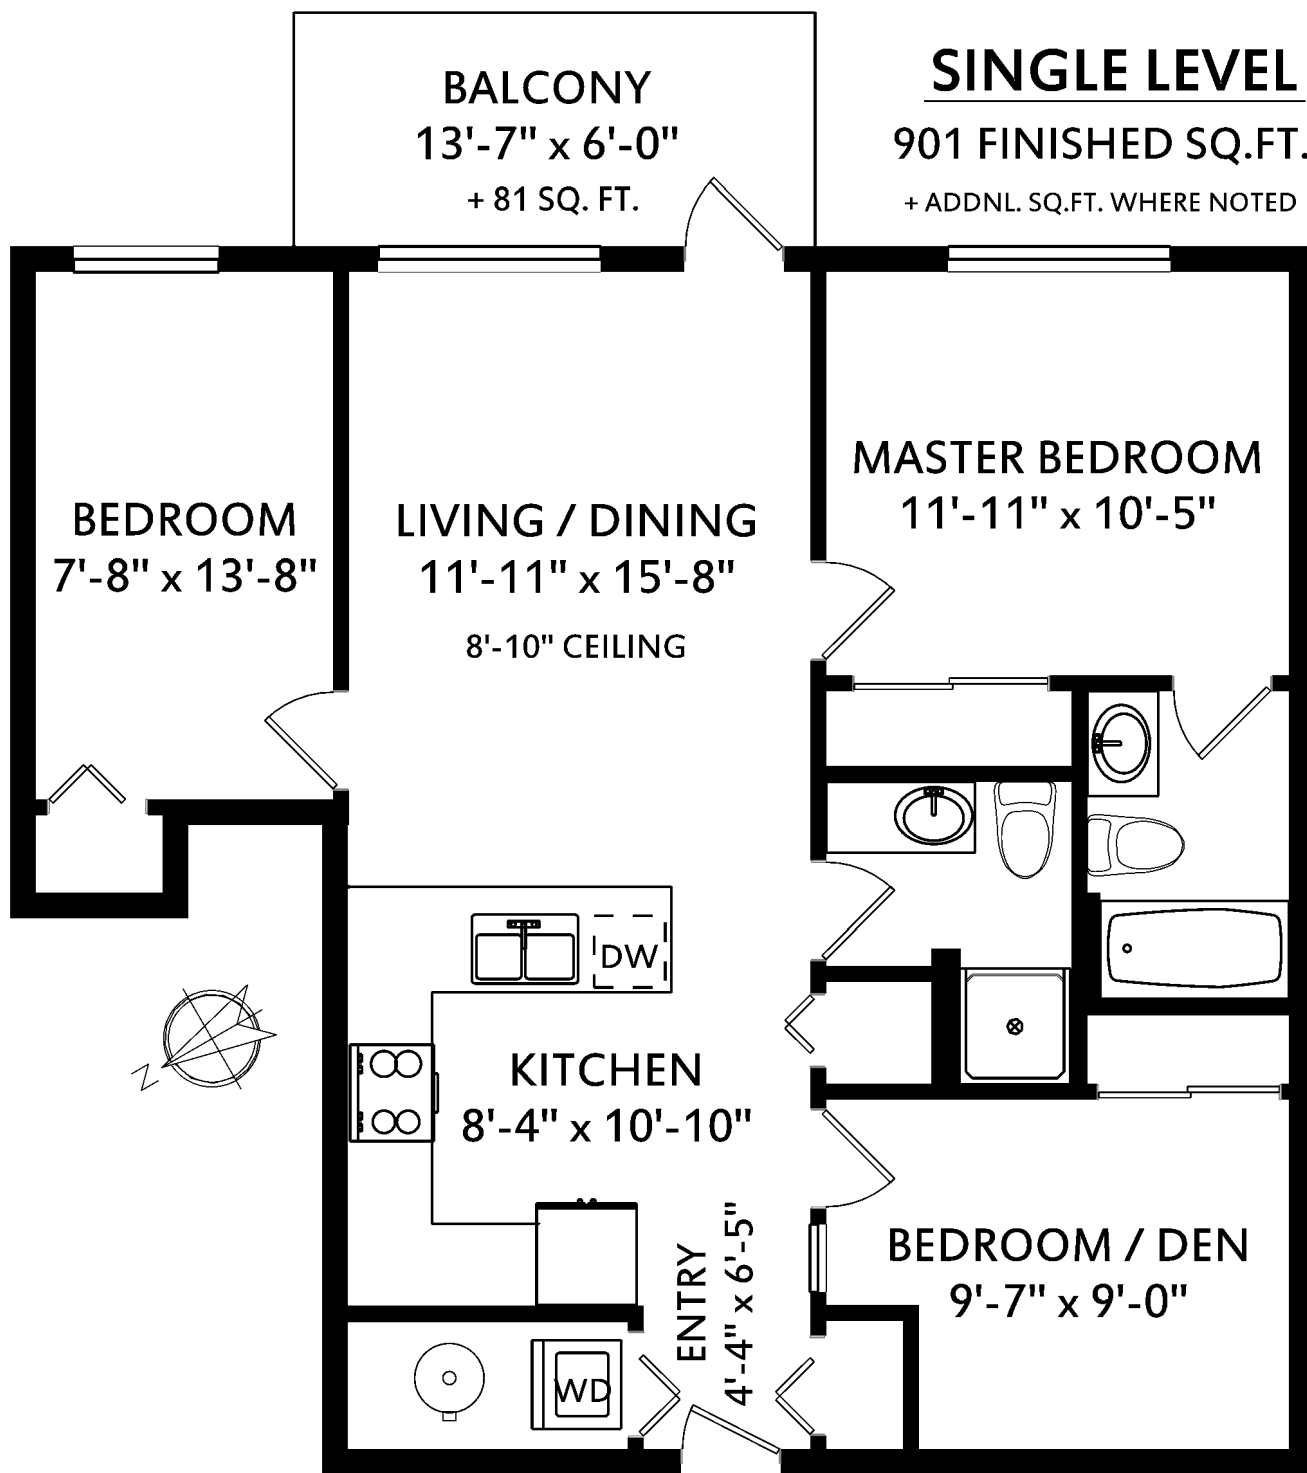 BALCONY
13'-7" x 6'-0"
+ 81 SQ. FT.
SINGLE LEVEL
901 FINISHED SQ.FT.
+ ADDNL. SQ.FT. WHERE NOTED
BEDROOM
7'-8" x 13'-8"
LIVING / DINING
11'-11" x 15'-8"
8'-10" CEILING
MASTER BEDROOM
11'-11" x 10'-5"
DW
N
KITCHEN
8'-4" x 10'-10"
ENTRY
4'-4" x 6'-5"
BEDROOM / DEN
9'-7" x 9'-0"
WD